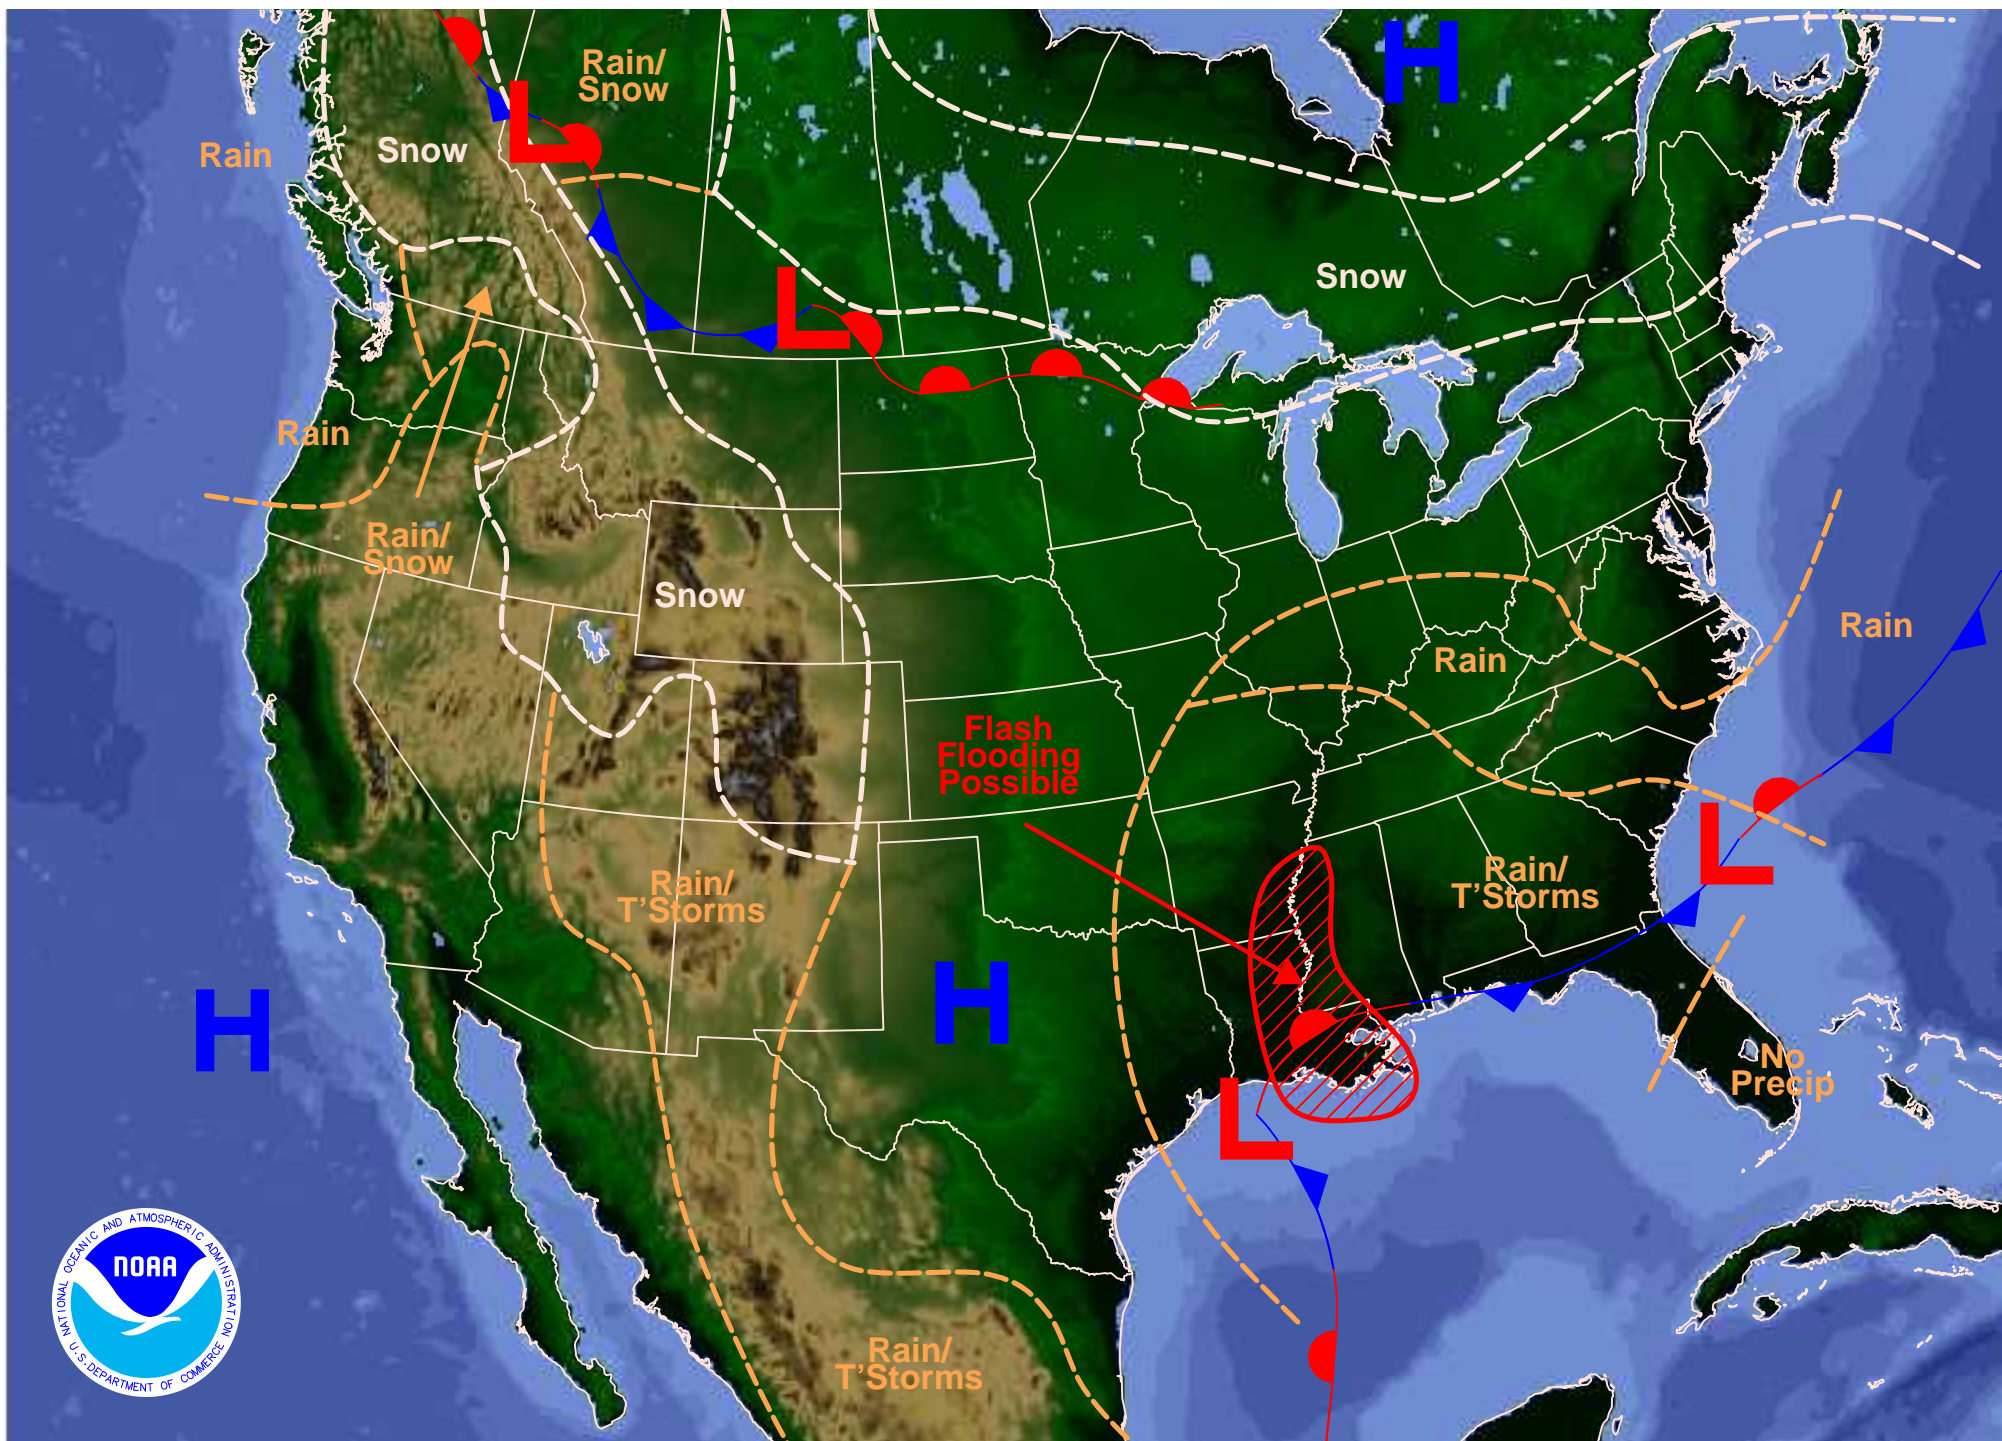 H
Rain/
Snow
L
Rain
Snow
L
Snow
Rain
Rain/
Snow
Snow
Rain
Rain
Flash
Flooding
Possible
L
Rain/
T'Storms
Rain/
T'Storms
H
H
No
Precip
L
NATIONAL OCEANIC AND ATMOSPHERIC ADMINISTRATION
NOAA
U.S. DEPARTMENT OF COMMERCE
Rain/
T'Storms